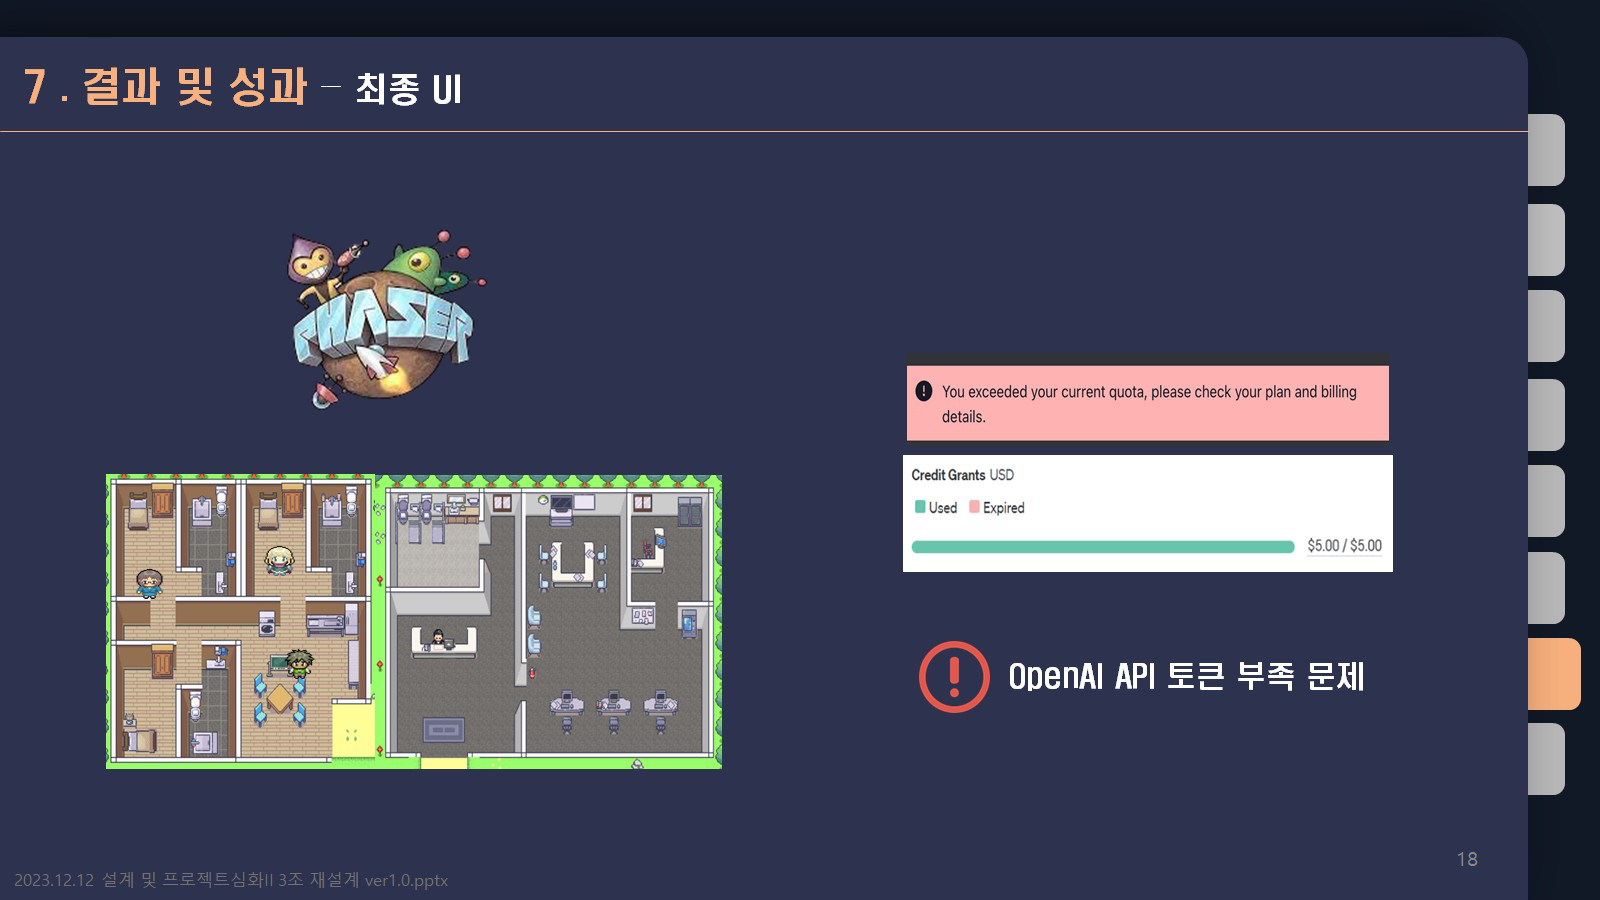 7 . 결과 및 성과 – 최종 UI
PHASER
You exceeded your current quota, please check your plan and billing
details.
Credit Grants USD
Used Expired
$5.00 / $5.00
OpenAI API 토큰 부족 문제
18
2023.12.12 설계 및 프로젝트심화II 3조 재설계 ver1.0.pptx